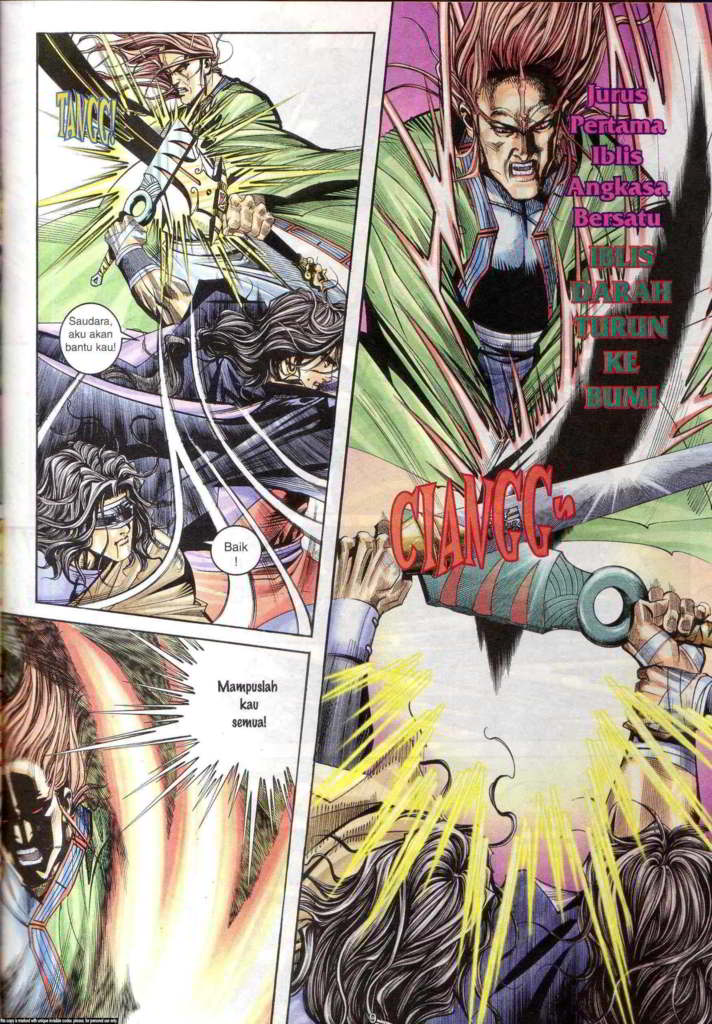 TANGG!
Saudara,
aku akan
bantu kau!
Baik
!
Mampuslah
kau
semua!
Jurus
Pertama
Iblis
Angkasa
Bersatu
IBLIS
DARAH
TURUN
KE
BUMI
CIANGG
9